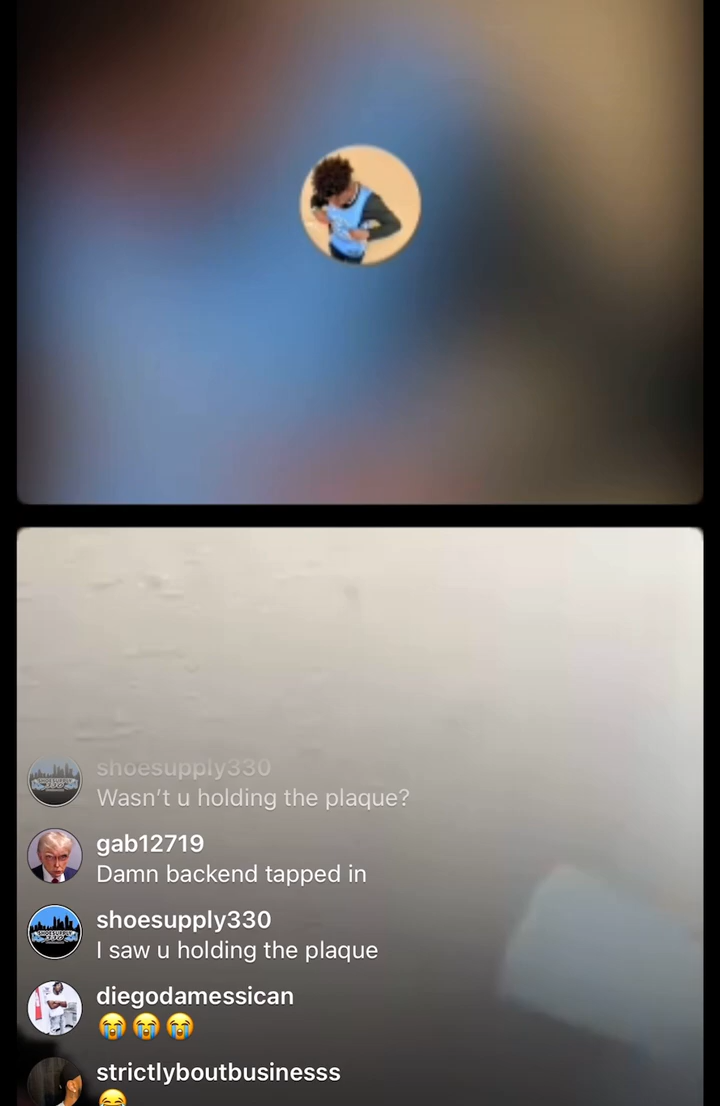 shoesupply330
Wasn't u holding the plaque?
gab12719
Damn backend tapped in
shoesupply330
I saw u holding the plaque
diegodamessican
😭😭😭
strictlyboutbusinesss